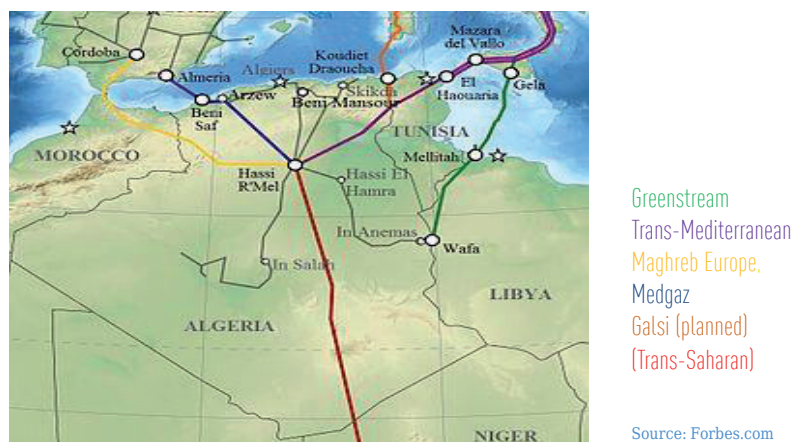 Cordoba
Almeria
Algiers
Koudiet
Draoucha
Mazara
del Vallo
Skikda
El
Haouaria
Gela
Arzew
Beni Mansour
Beni
Saf
TUNISIA
MOROCCO
Mellitah
Hassi
R'Mel
Hassi El
Hamra
In Anemas
Wafa
In Salah
LIBYA
ALGERIA
NIGER
Greenstream
Trans-Mediterranean
Maghreb Europe,
Medgaz
Galsi (planned)
(Trans-Saharan)
Source: Forbes.com